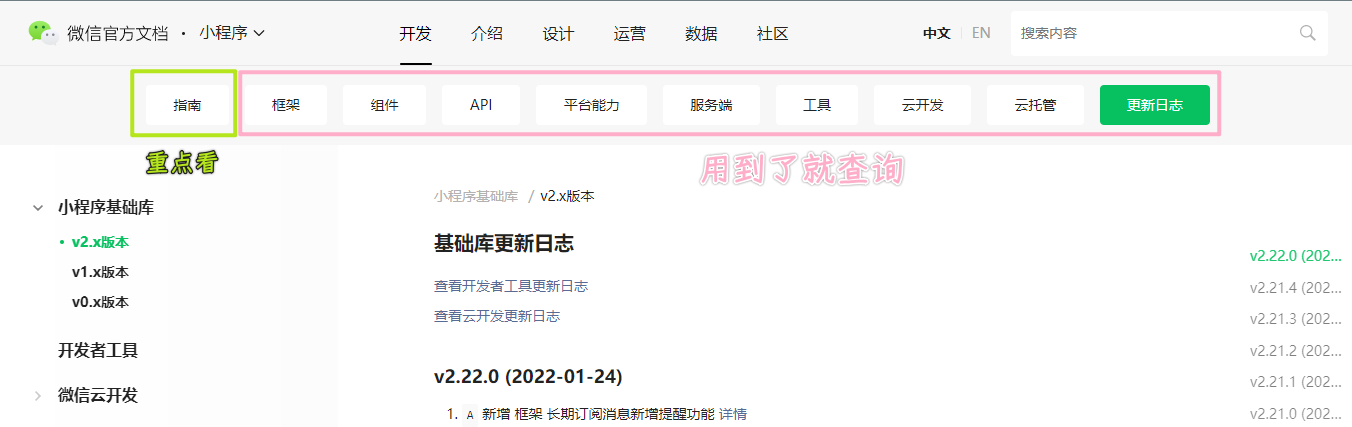 微信官方文档 · 小程序 开发 介绍 设计 运营 数据 社区 中文 EN 搜索内容
指南 框架 组件 API 平台能力 服务端 工具 云开发 云托管 更新日志
重点看 用到了就查询
小程序基础库 / v2.x版本
小程序基础库
• v2.x版本
v1.x版本
v0.x版本
开发者工具
微信云开发
基础库更新日志
查看开发者工具更新日志
查看云开发更新日志
v2.22.0 (2022-01-24)
1. A 新增 框架 长期订阅消息新增提醒功能 详情
v2.22.0 (202...
v2.21.4 (202...
v2.21.3 (202...
v2.21.2 (202...
v2.21.1 (202...
v2.21.0 (202...